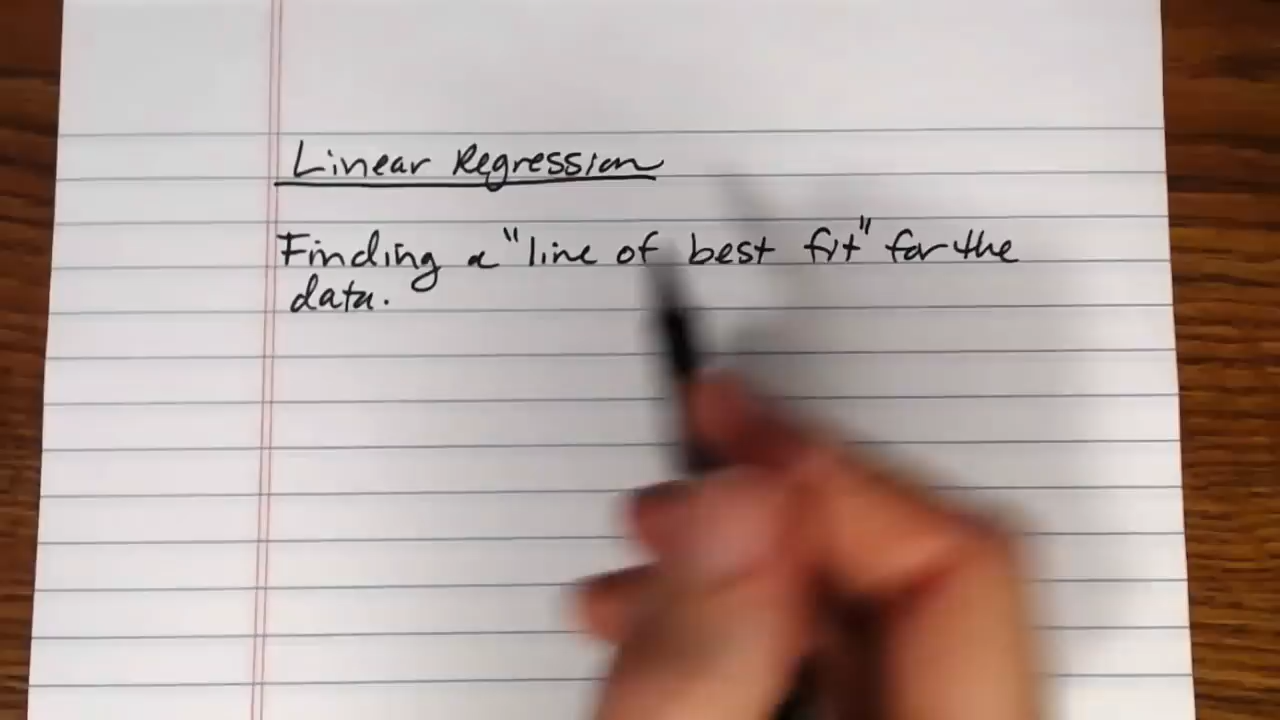 Linear Regression
Finding a "line of best fit" for the
data.